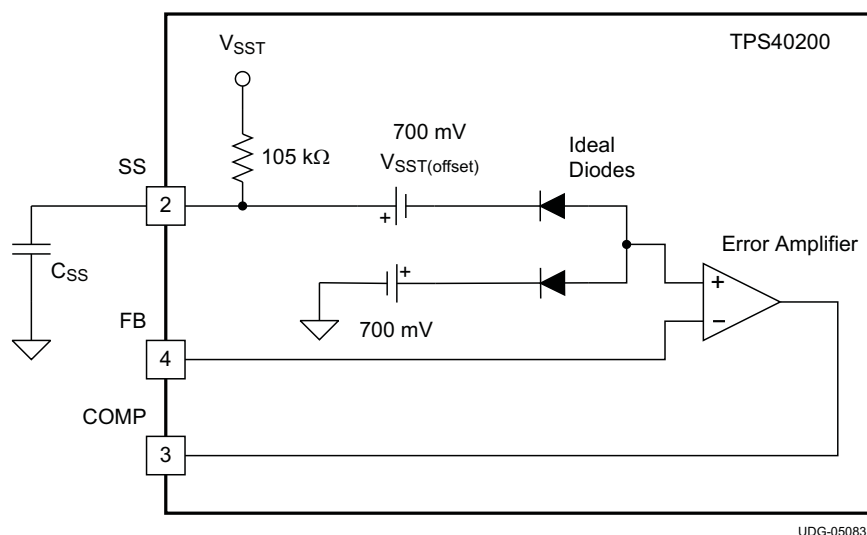 V_SST
TPS40200
105 kΩ
700 mV
V_SST(offset)
Ideal
Diodes
SS
2
+
C_SS
+
700 mV
Error Amplifier
+
–
FB
4
COMP
3
UDG-05083